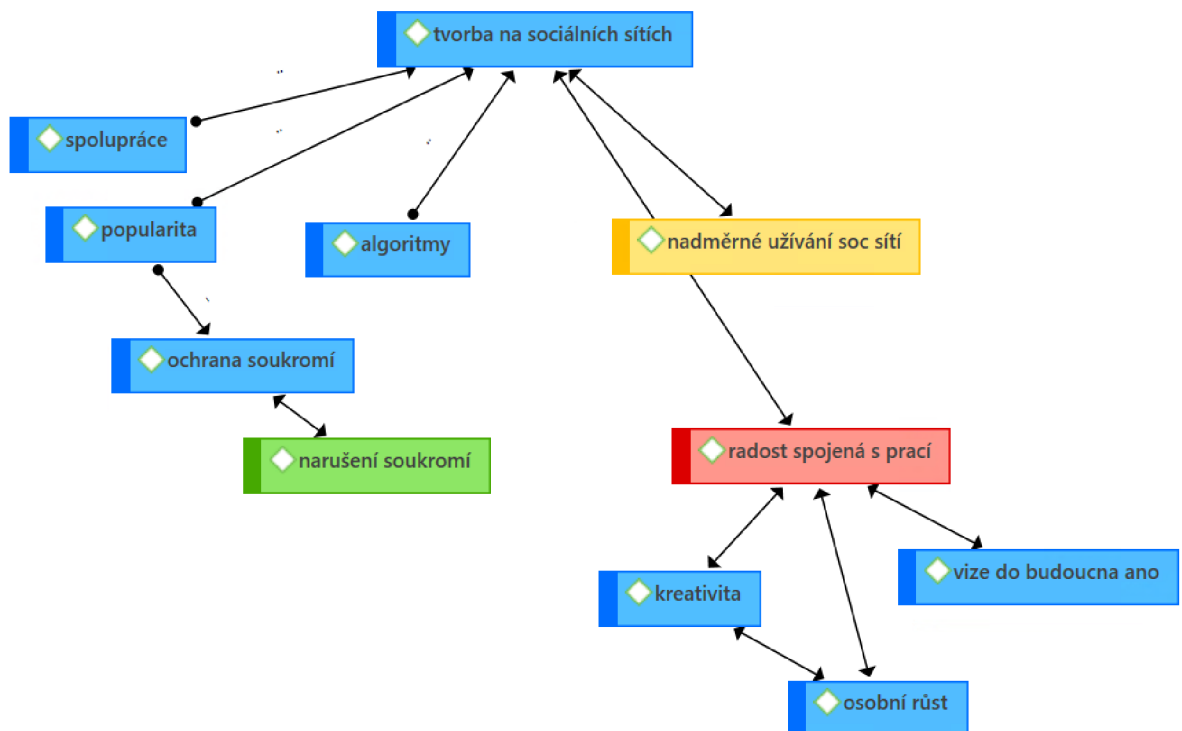 tvorba na sociálních sítích
spolupráce
popularita
algoritmy
nadměrné užívání soc sítí
ochrana soukromí
narušení soukromí
radost spojená s prací
vize do budoucna ano
kreativita
osobní růst